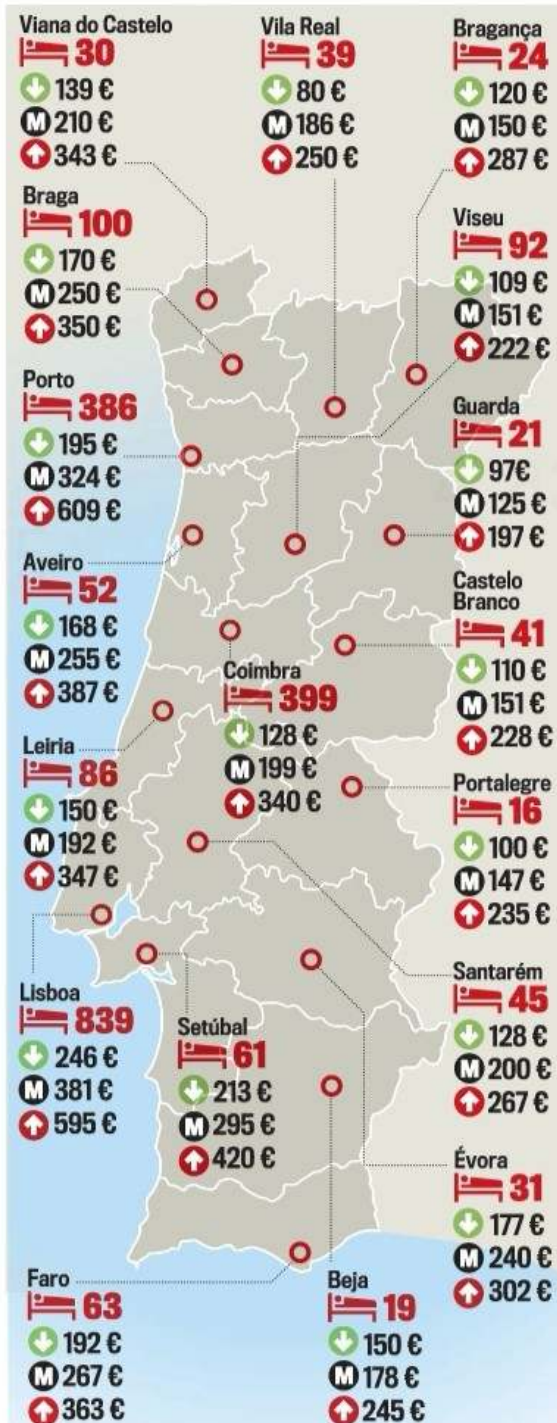 Viana do Castelo
30
139 €
M 210 €
343 €
Vila Real
39
80 €
M 186 €
250 €
Bragança
24
120 €
M 150 €
287 €
Braga
100
170 €
M 250 €
350 €
Viseu
92
109 €
M 151 €
222 €
Porto
386
195 €
M 324 €
609 €
Guarda
21
97€
M 125 €
197 €
Aveiro
52
168 €
M 255 €
387 €
Castelo
Branco
41
110 €
M 151 €
228 €
Coimbra
399
128 €
M 199 €
340 €
Leiria
86
150 €
M 192 €
347 €
Portalegre
16
100 €
M 147 €
235 €
Lisboa
839
246 €
M 381 €
595 €
Setúbal
61
213 €
M 295 €
420 €
Santarém
45
128 €
M 200 €
267 €
Évora
31
177 €
M 240 €
302 €
Faro
63
192 €
M 267 €
363 €
Beja
19
150 €
M 178 €
245 €